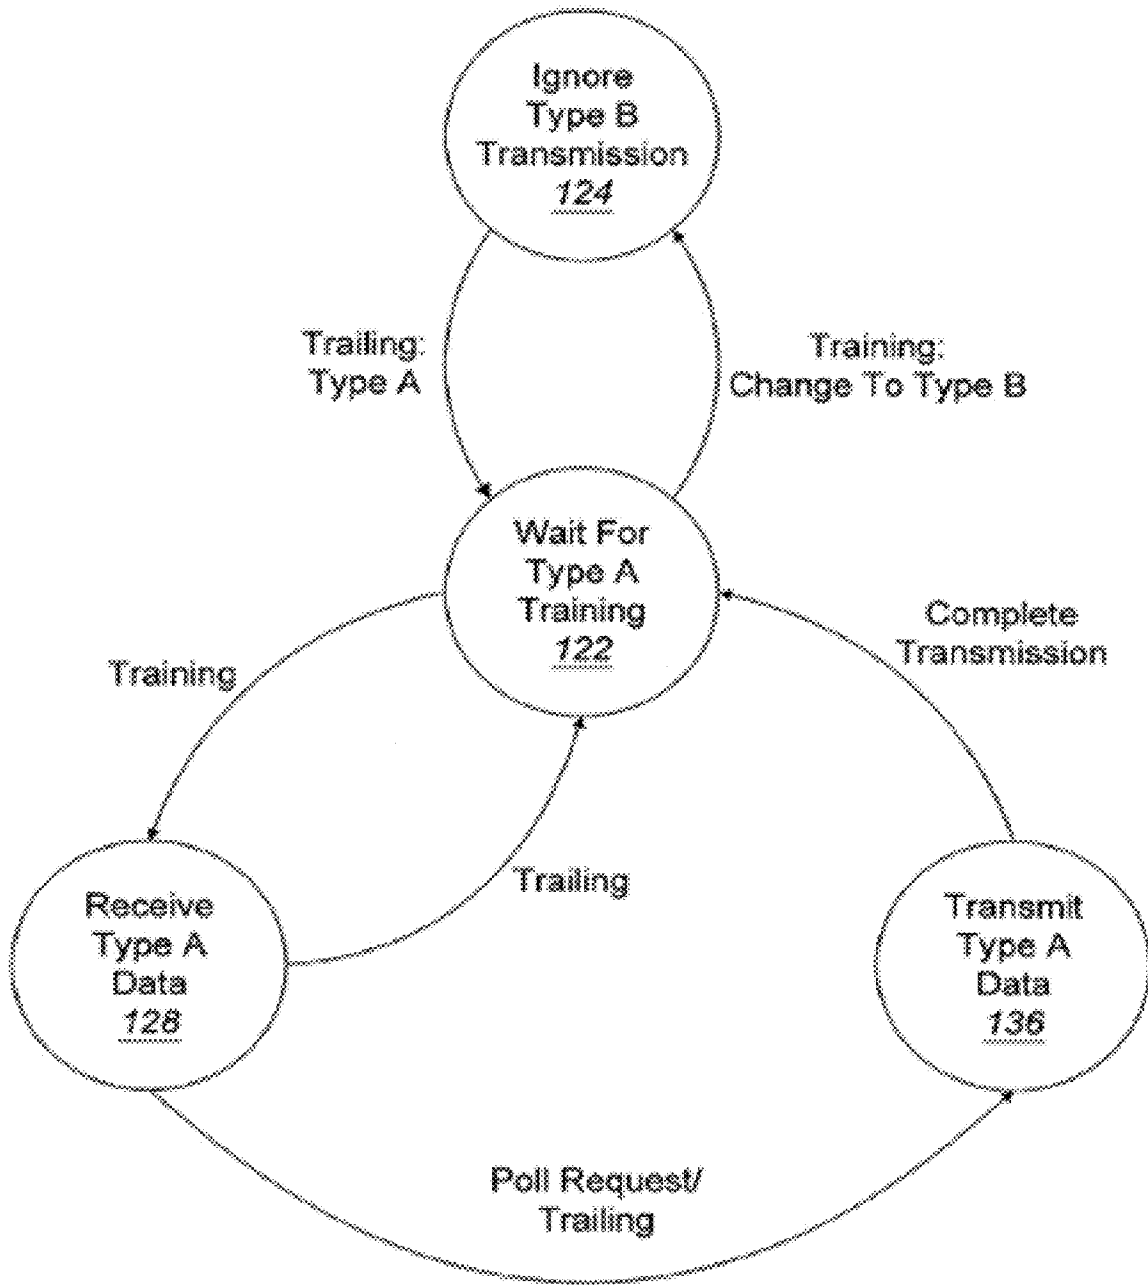 Ignore
Type B
Transmission
124
Trailing:
Type A
Training:
Change To Type B
Wait For
Type A
Training
122
Training
Complete
Transmission
Trailing
Receive
Type A
Data
128
Transmit
Type A
Data
136
Poll Request/
Trailing